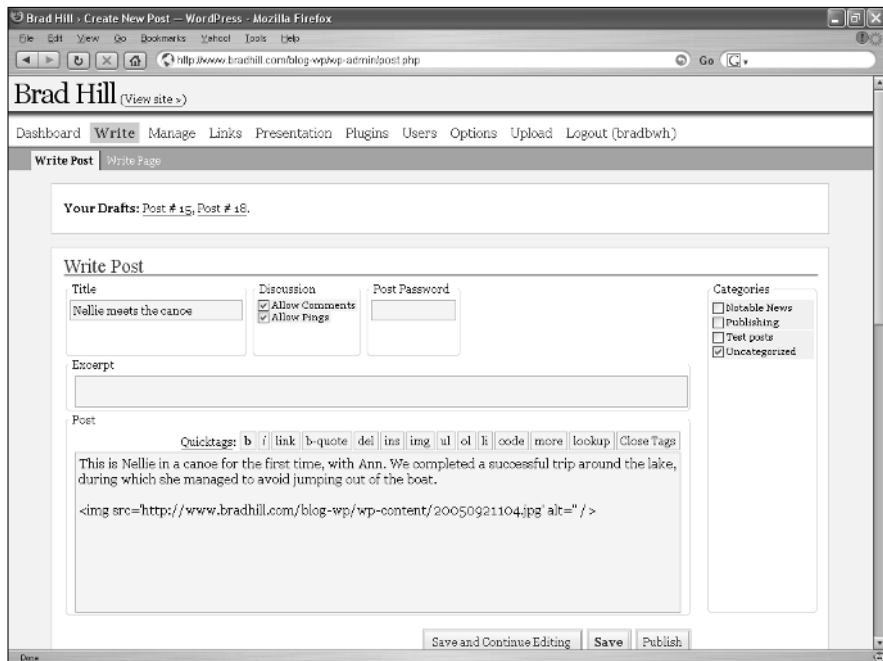 Brad Hill › Create New Post — WordPress - Mozilla Firefox
File Edit View Go Bookmarks Yahoo! Tools Help
http://www.bradhill.com/blog-wp/wp-admin/post.php Go
Brad Hill (View site »)
Dashboard Write Manage Links Presentation Plugins Users Options Upload Logout (bradbwh)
Write Post Write Page
Your Drafts: Post # 15, Post # 18.
Write Post
Title Discussion Post Password Categories
Nellie meets the canoe
Allow Comments
Allow Pings
Notable News
Publishing
Test posts
Uncategorized
Excerpt
Post
Quicktags: b i link b-quote del ins img ul ol li code more lookup Close Tags
This is Nellie in a canoe for the first time, with Ann. We completed a successful trip around the lake,
during which she managed to avoid jumping out of the boat.
<img src='http://www.bradhill.com/blog-wp/wp-content/20050921104.jpg' alt='' />
Save and Continue Editing Save Publish
Done